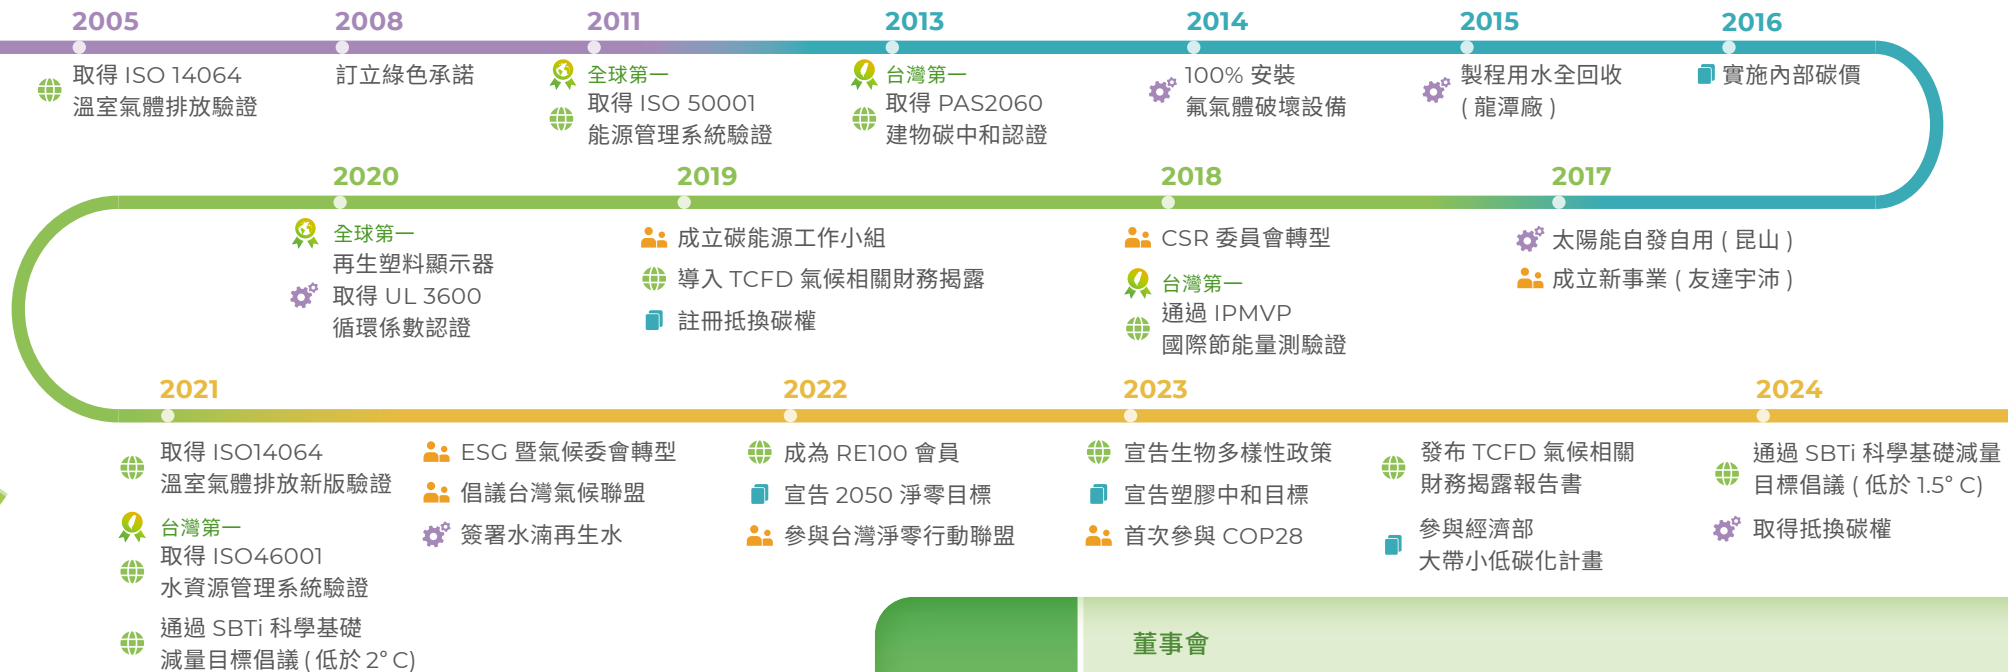 2005
取得 ISO 14064
溫室氣體排放驗證
2008
訂立綠色承諾
2011
全球第一
取得 ISO 50001
能源管理系統驗證
2013
台灣第一
取得 PAS2060
建物碳中和認證
2014
100% 安裝
氟氣體破壞設備
2015
製程用水全回收
( 龍潭廠 )
2016
實施內部碳價
2017
太陽能自發自用 ( 昆山 )
成立新事業 ( 友達宇沛 )
2018
CSR 委員會轉型
台灣第一
通過 IPMVP
國際節能量測驗證
2019
成立碳能源工作小組
導入 TCFD 氣候相關財務揭露
註冊抵換碳權
2020
全球第一
再生塑料顯示器
取得 UL 3600
循環係數認證
2021
取得 ISO14064
溫室氣體排放新版驗證
台灣第一
取得 ISO46001
水資源管理系統驗證
通過 SBTi 科學基礎
減量目標倡議 ( 低於 2° C)
ESG 暨氣候委會轉型
倡議台灣氣候聯盟
簽署水湳再生水
2022
成為 RE100 會員
宣告 2050 淨零目標
參與台灣淨零行動聯盟
2023
宣告生物多樣性政策
宣告塑膠中和目標
首次參與 COP28
發布 TCFD 氣候相關
財務揭露報告書
參與經濟部
大帶小低碳化計畫
2024
通過 SBTi 科學基礎減量
目標倡議 ( 低於 1.5° C)
取得抵換碳權
董事會